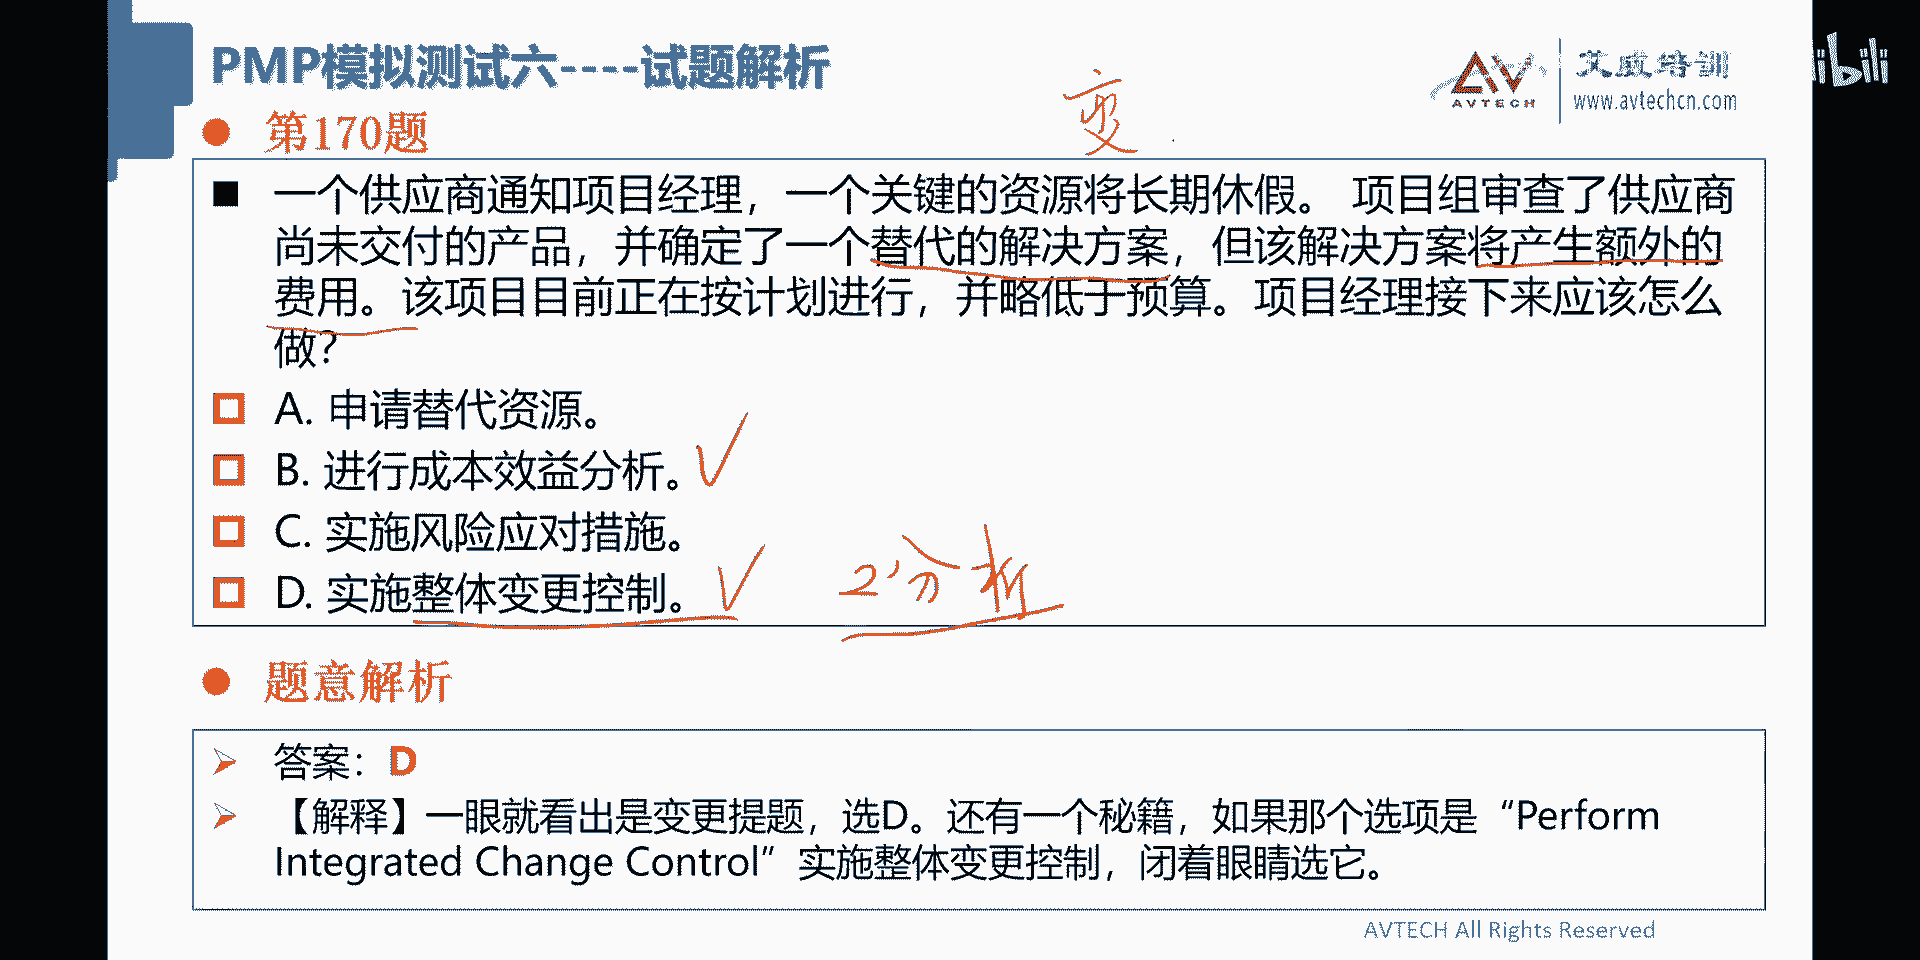 PMP模拟测试六----试题解析
AVTECH
艾威培训
www.avtechcn.com
第170题
变
一个供应商通知项目经理，一个关键的资源将长期休假。 项目组审查了供应商
尚未交付的产品，并确定了一个替代的解决方案，但该解决方案将产生额外的
费用。该项目目前正在按计划进行，并略低于预算。项目经理接下来应该怎么
做？
A. 申请替代资源。
B. 进行成本效益分析。
C. 实施风险应对措施。
D. 实施整体变更控制。
2'分析
题意解析
答案：D
【解释】一眼就看出是变更提题，选D。还有一个秘籍，如果那个选项是“Perform
Integrated Change Control”实施整体变更控制，闭着眼睛选它。
AVTECH All Rights Reserved